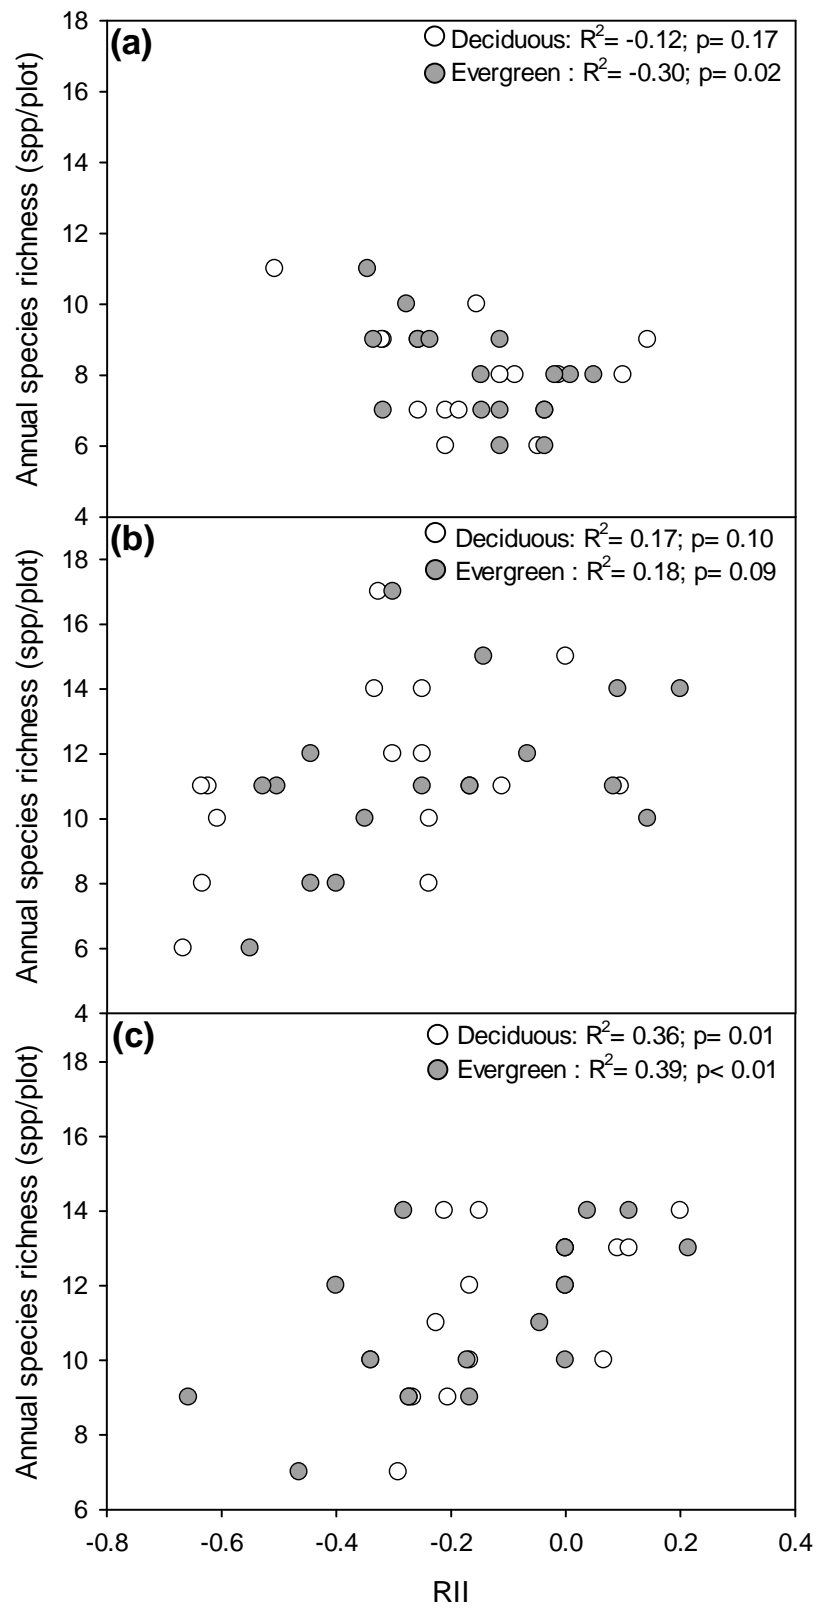 18
(a)
Deciduous: R²= -0.12; p= 0.17
Evergreen : R²= -0.30; p= 0.02
16
14
12
10
8
6
4
Annual species richness (spp/plot)
(b)
Deciduous: R²= 0.17; p= 0.10
Evergreen : R²= 0.18; p= 0.09
18
16
14
12
10
8
6
4
Annual species richness (spp/plot)
(c)
Deciduous: R²= 0.36; p= 0.01
Evergreen : R²= 0.39; p< 0.01
18
16
14
12
10
8
6
Annual species richness (spp/plot)
-0.8 -0.6 -0.4 -0.2 0.0 0.2 0.4
RII